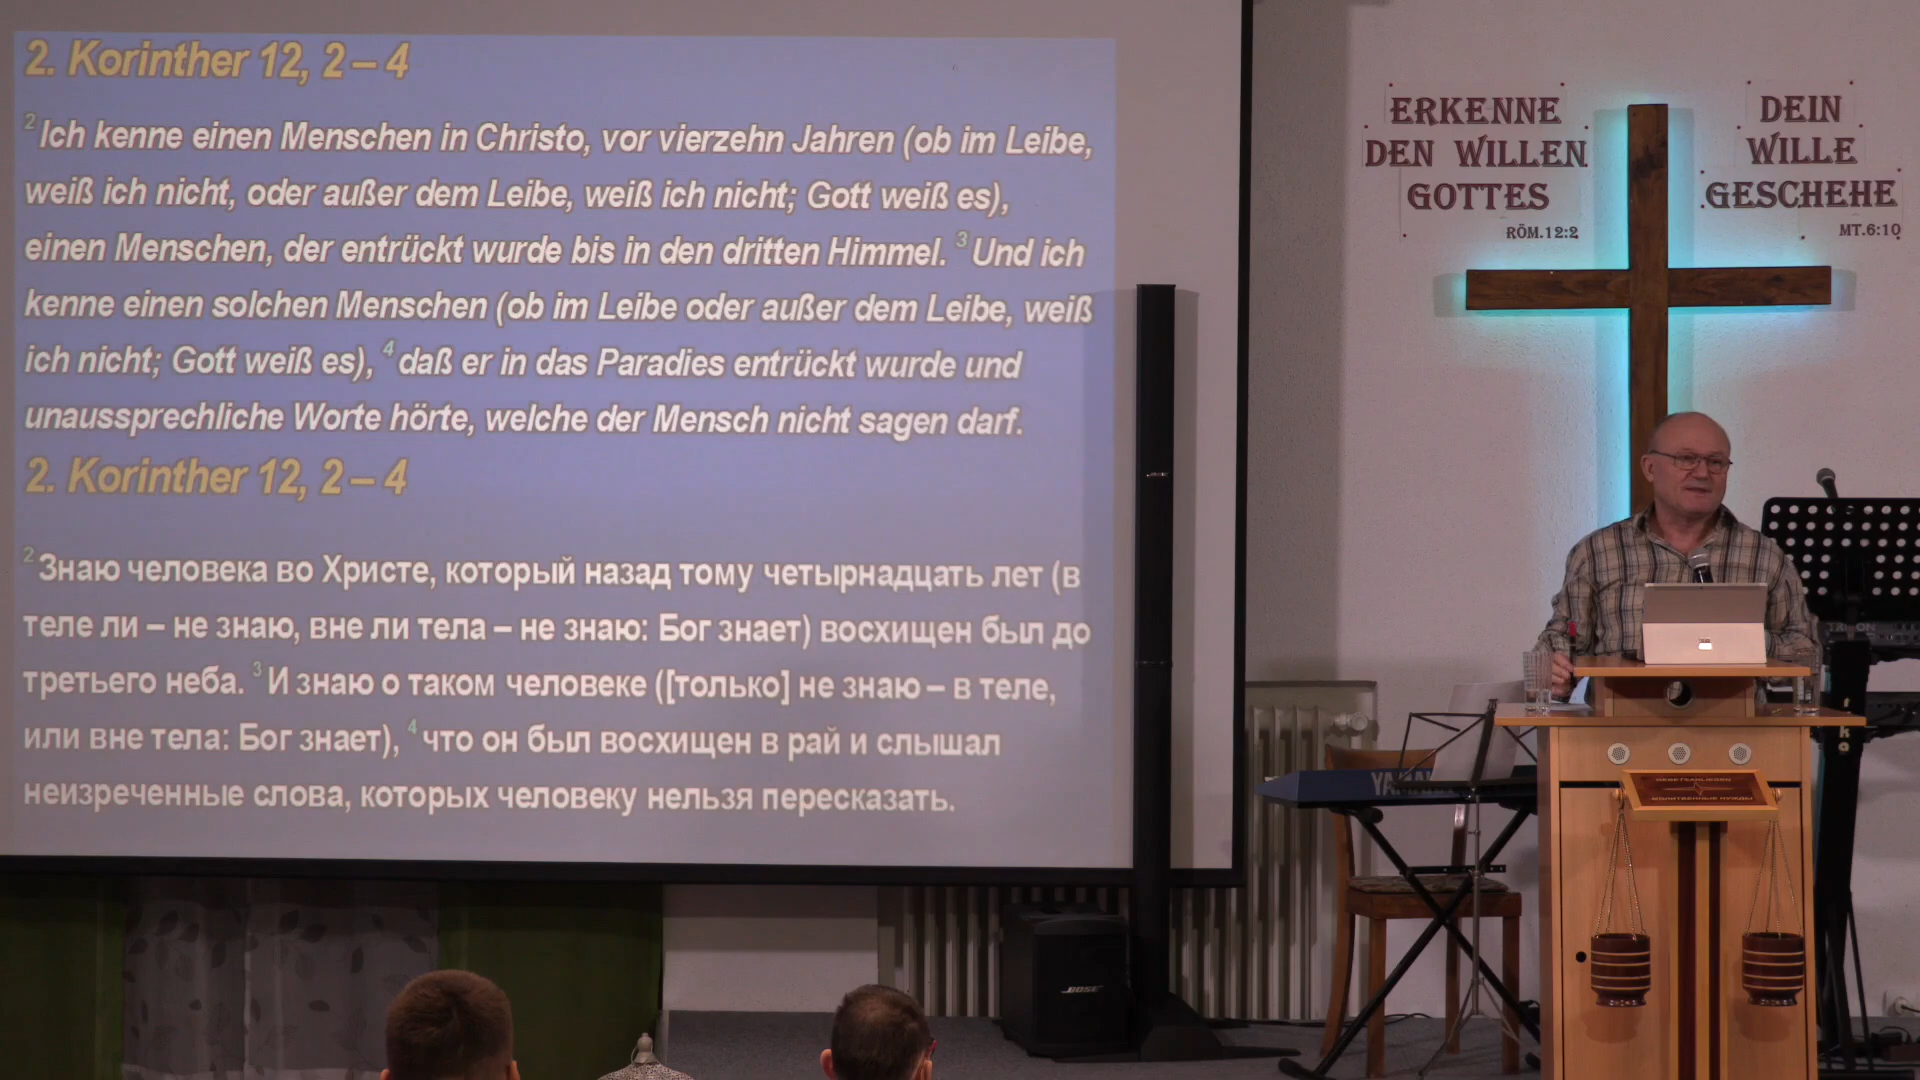 2. Korinther 12, 2 – 4
2 Ich kenne einen Menschen in Christo, vor vierzehn Jahren (ob im Leibe,
weiß ich nicht, oder außer dem Leibe, weiß ich nicht; Gott weiß es),
einen Menschen, der entrückt wurde bis in den dritten Himmel. 3 Und ich
kenne einen solchen Menschen (ob im Leibe oder außer dem Leibe, weiß
ich nicht; Gott weiß es), 4 daß er in das Paradies entrückt wurde und
unaussprechliche Worte hörte, welche der Mensch nicht sagen darf.
2. Korinther 12, 2 – 4
2 Знаю человека во Христе, который назад тому четырнадцать лет (в
теле ли – не знаю, вне ли тела – не знаю: Бог знает) восхищен был до
третьего неба. 3 И знаю о таком человеке ([только] не знаю – в теле,
или вне тела: Бог знает), 4 что он был восхищен в рай и слышал
неизреченные слова, которых человеку нельзя пересказать.
ERKENNE
DEN WILLEN
GOTTES
RÖM.12:2
DEIN
WILLE
GESCHEHE
MT.6:10
BOSE
GEBETSANLIEGEN
МОЛИТВЕННЫЕ НУЖДЫ